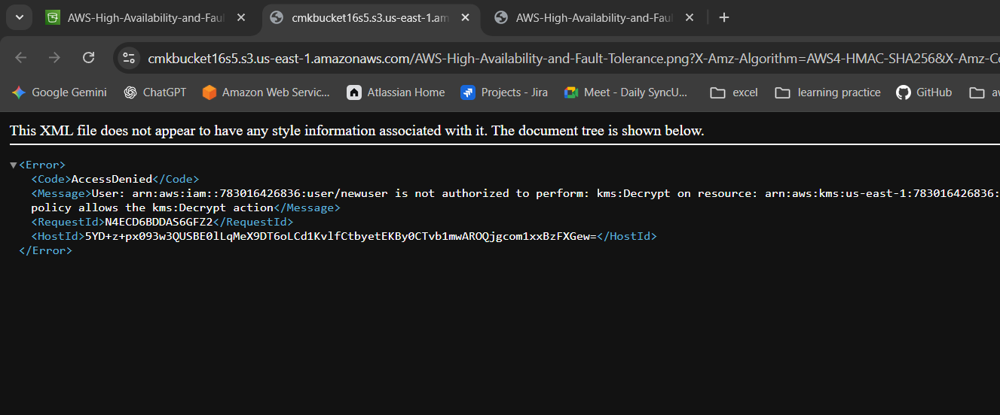 AWS-High-Availability-and-Fau
cmkbucket16s5.s3.us-east-1.am
AWS-High-Availability-and-Fau
cmkbucket16s5.s3.us-east-1.amazonaws.com/AWS-High-Availability-and-Fault-Tolerance.png?X-Amz-Algorithm=AWS4-HMAC-SHA256&X-Amz-C
Google Gemini ChatGPT Amazon Web Servic... Atlassian Home Projects - Jira Meet - Daily SyncU... excel learning practice GitHub a
This XML file does not appear to have any style information associated with it. The document tree is shown below.
▼<Error>
<Code>AccessDenied</Code>
<Message>User: arn:aws:iam::783016426836:user/newuser is not authorized to perform: kms:Decrypt on resource: arn:aws:kms:us-east-1:783016426836:
policy allows the kms:Decrypt action</Message>
<RequestId>N4ECD6BDDAS6GFZ2</RequestId>
<HostId>5YD+z+px093w3QUSBE0lLqMeX9DT6oLCd1KvlfCtbyetEKBy0CTvb1mwAROQjgcom1xxBzFXGew=</HostId>
</Error>